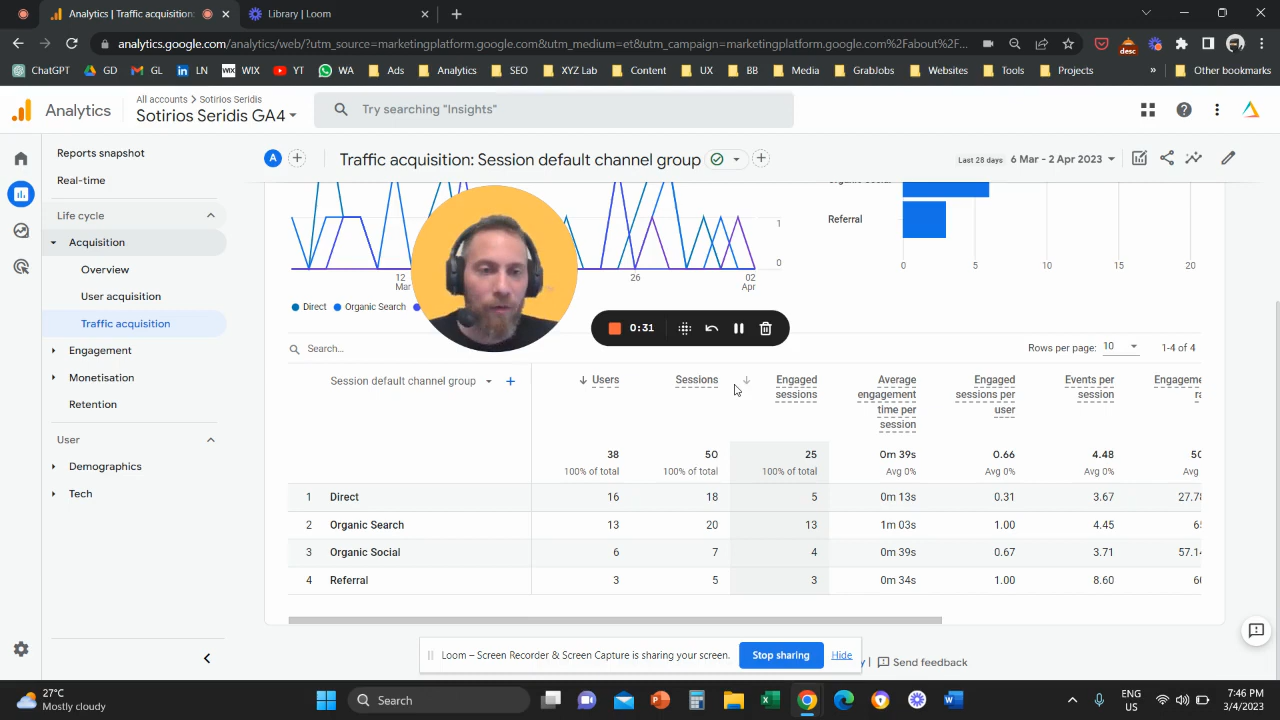 Analytics | Traffic acquisition:
Library | Loom
analytics.google.com/analytics/web/?utm_source=marketingplatform.google.com&utm_medium=et&utm_campaign=marketingplatform.google.com%2Fabout%2F...
ChatGPT
GD
GL
LN
WIX WIX
YT
WA
Ads
Analytics
SEO
XYZ Lab
Content
UX
BB
Media
GrabJobs
Websites
Tools
Projects
»
Other bookmarks
desc
Analytics
All accounts > Sotirios Seridis
Sotirios Seridis GA4
Try searching "Insights"
Reports snapshot
Real-time
Life cycle
Acquisition
Overview
User acquisition
Traffic acquisition
Engagement
Monetisation
Retention
User
Demographics
Tech
A
Traffic acquisition: Session default channel group
Last 28 days 6 Mar - 2 Apr 2023
1
0
12
Mar
26
02
Apr
Direct
Organic Search
Referral
0
5
10
15
20
0:31
Search...
Rows per page: 10
1-4 of 4
Session default channel group
Users
Sessions
Engaged
sessions
Average
engagement
time per
session
Engaged
sessions per
user
Events per
session
38 50 25 0m 39s 0.66 4.48
100% of total 100% of total 100% of total Avg 0% Avg 0% Avg 0% Avg
1 Direct 16 18 5 0m 13s 0.31 3.67 27.78
2 Organic Search 13 20 13 1m 03s 1.00 4.45
3 Organic Social 6 7 4 0m 39s 0.67 3.71 57.14
4 Referral 3 5 3 0m 34s 1.00 8.60
Loom – Screen Recorder & Screen Capture is sharing your screen.
Stop sharing
Hide
Send feedback
27°C
Mostly cloudy
Search
ENG
US
7:46 PM
3/4/2023